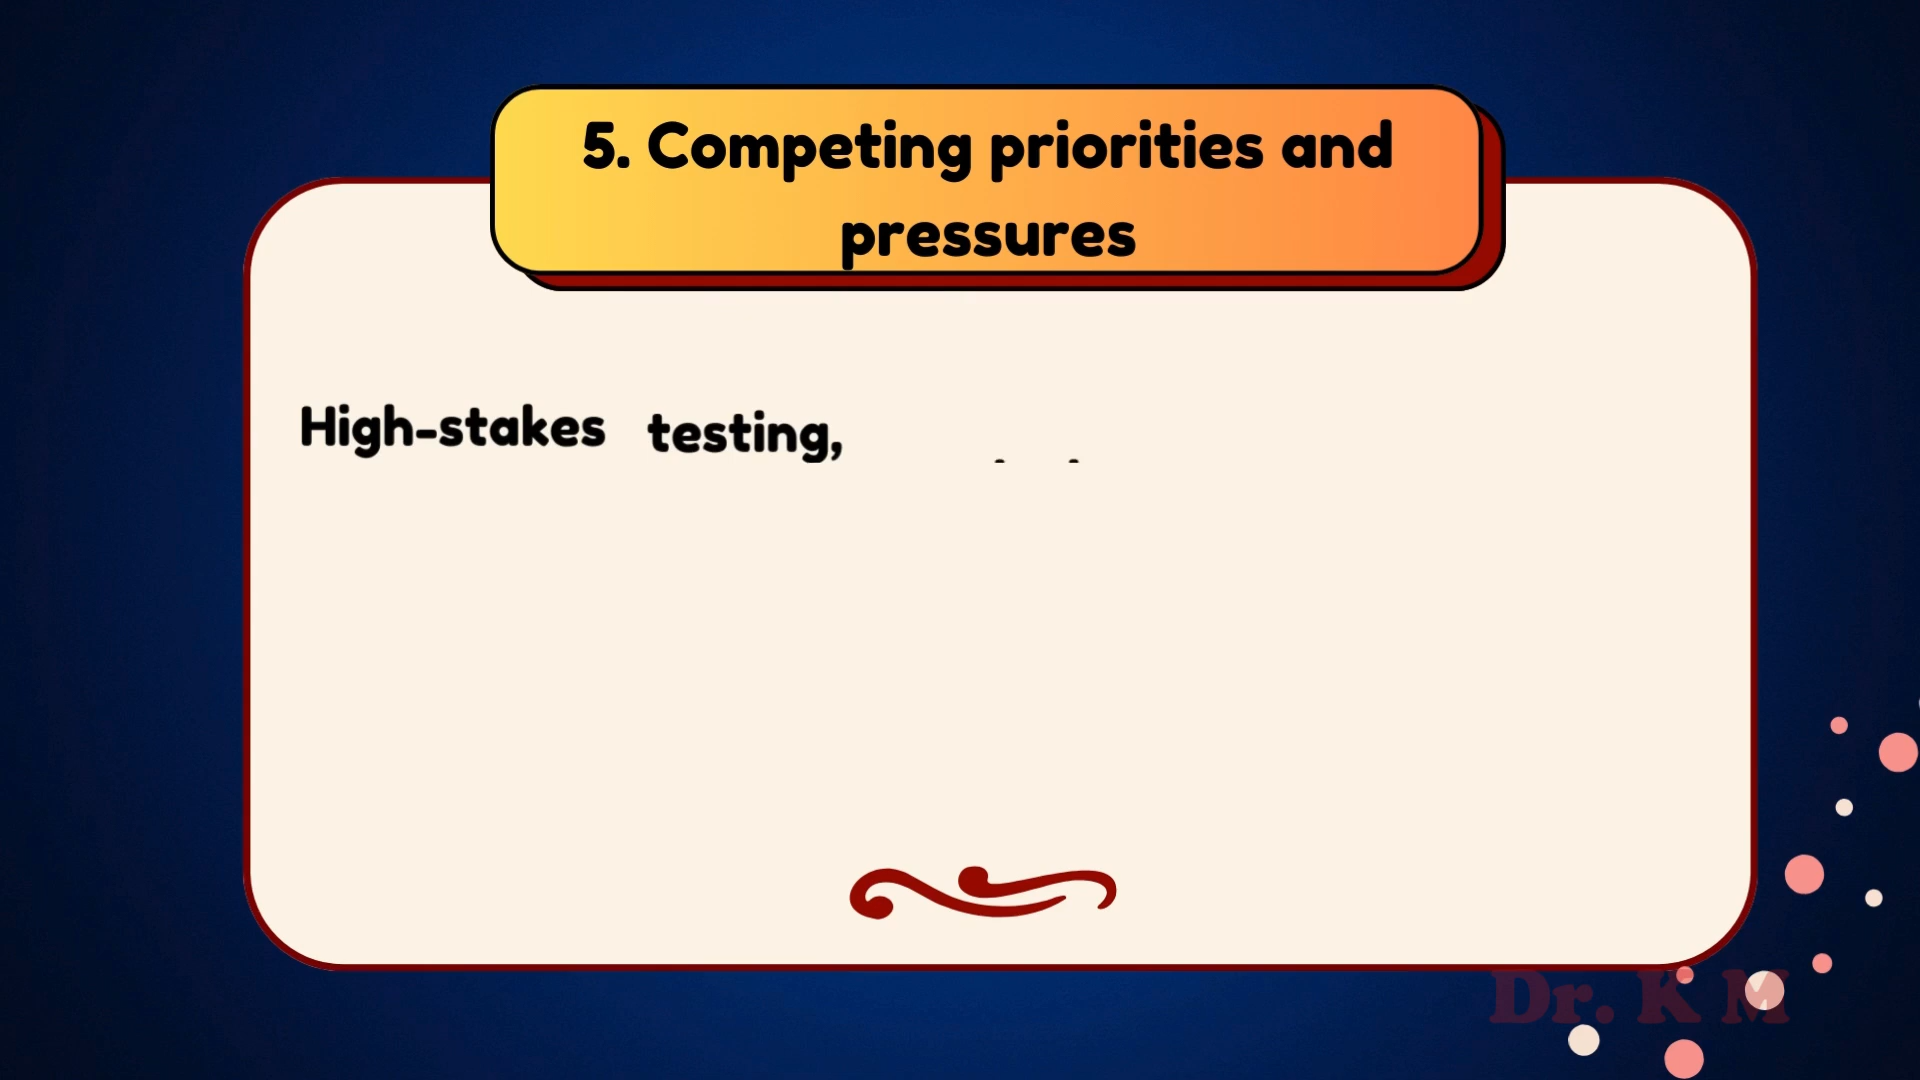 5. Competing priorities and
pressures
High-stakes testing,
Dr. K M